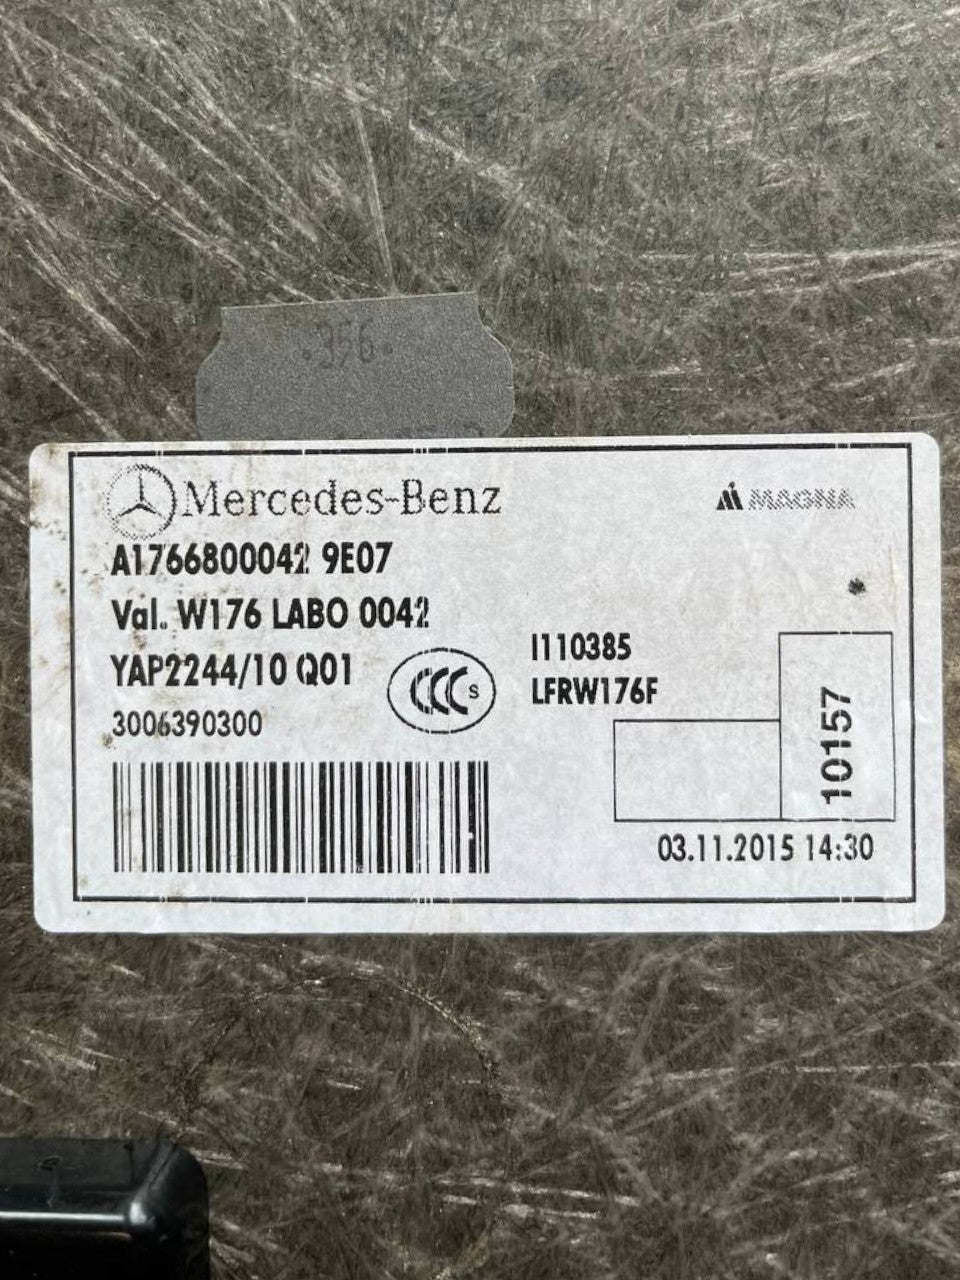 .356.
Mercedes-Benz
MAGNA
A1766800042 9E07
Val. W176 LABO 0042
YAP2244/10 Q01
3006390300
CCC S
I110385
LFRW176F
10157
03.11.2015 14:30